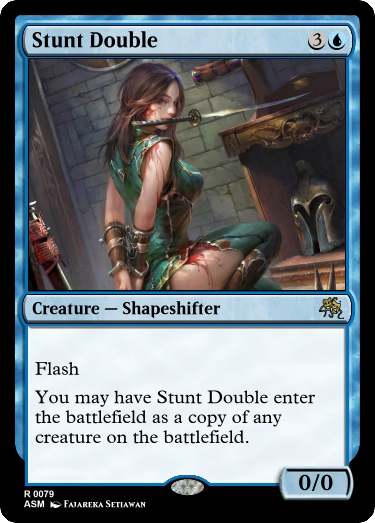 Stunt Double 3
Creature — Shapeshifter
Flash
You may have Stunt Double enter
the battlefield as a copy of any
creature on the battlefield.
0/0
R 0079
ASM Fajareka Setiawan